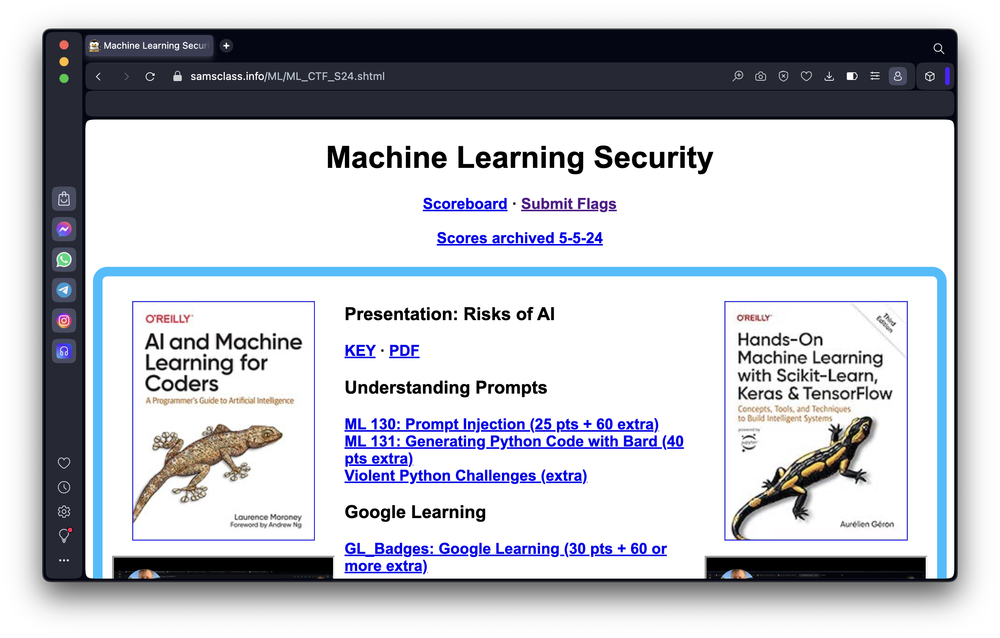 Machine Learning Securi
samsclass.info/ML/ML_CTF_S24.shtml
Machine Learning Security
Scoreboard · Submit Flags
Scores archived 5-5-24
O'REILLY
AI and Machine
Learning for
Coders
A Programmer's Guide to Artificial Intelligence
Laurence Moroney
Foreword by Andrew Ng
Presentation: Risks of AI
KEY · PDF
Understanding Prompts
ML 130: Prompt Injection (25 pts + 60 extra)
ML 131: Generating Python Code with Bard (40
pts extra)
Violent Python Challenges (extra)
Google Learning
GL_Badges: Google Learning (30 pts + 60 or
more extra)
O'REILLY
Third
Edition
Hands-On
Machine Learning
with Scikit-Learn,
Keras & TensorFlow
Concepts, Tools, and Techniques
to Build Intelligent Systems
powered by
jupyter
Aurélien Géron